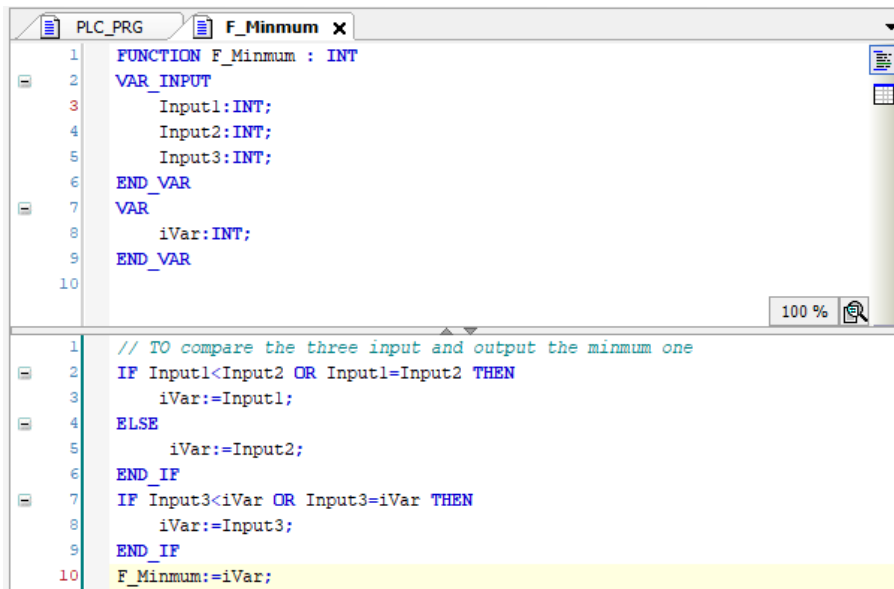 PLC_PRG F_Minmum x
1 FUNCTION F_Minmum : INT
2 VAR_INPUT
3 Input1:INT;
4 Input2:INT;
5 Input3:INT;
6 END_VAR
7 VAR
8 iVar:INT;
9 END_VAR
10
100 %
1 // TO compare the three input and output the minmum one
2 IF Input1<Input2 OR Input1=Input2 THEN
3 iVar:=Input1;
4 ELSE
5 iVar:=Input2;
6 END_IF
7 IF Input3<iVar OR Input3=iVar THEN
8 iVar:=Input3;
9 END_IF
10 F_Minmum:=iVar;